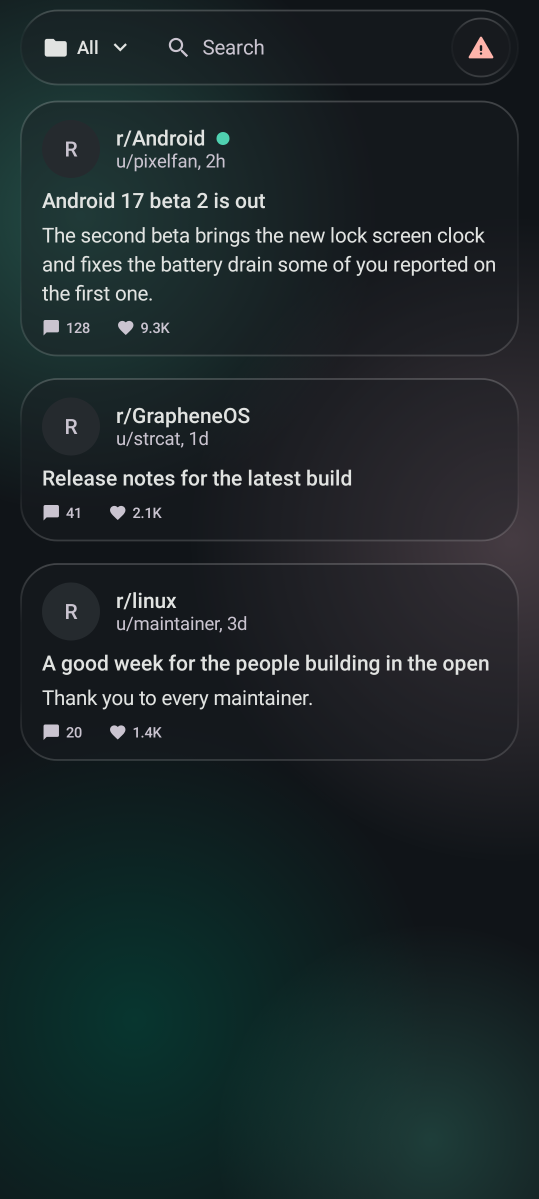 All
Search
R
r/Android
u/pixelfan, 2h
Android 17 beta 2 is out
The second beta brings the new lock screen clock
and fixes the battery drain some of you reported on
the first one.
128 9.3K
R
r/GrapheneOS
u/strcat, 1d
Release notes for the latest build
41 2.1K
R
r/linux
u/maintainer, 3d
A good week for the people building in the open
Thank you to every maintainer.
20 1.4K